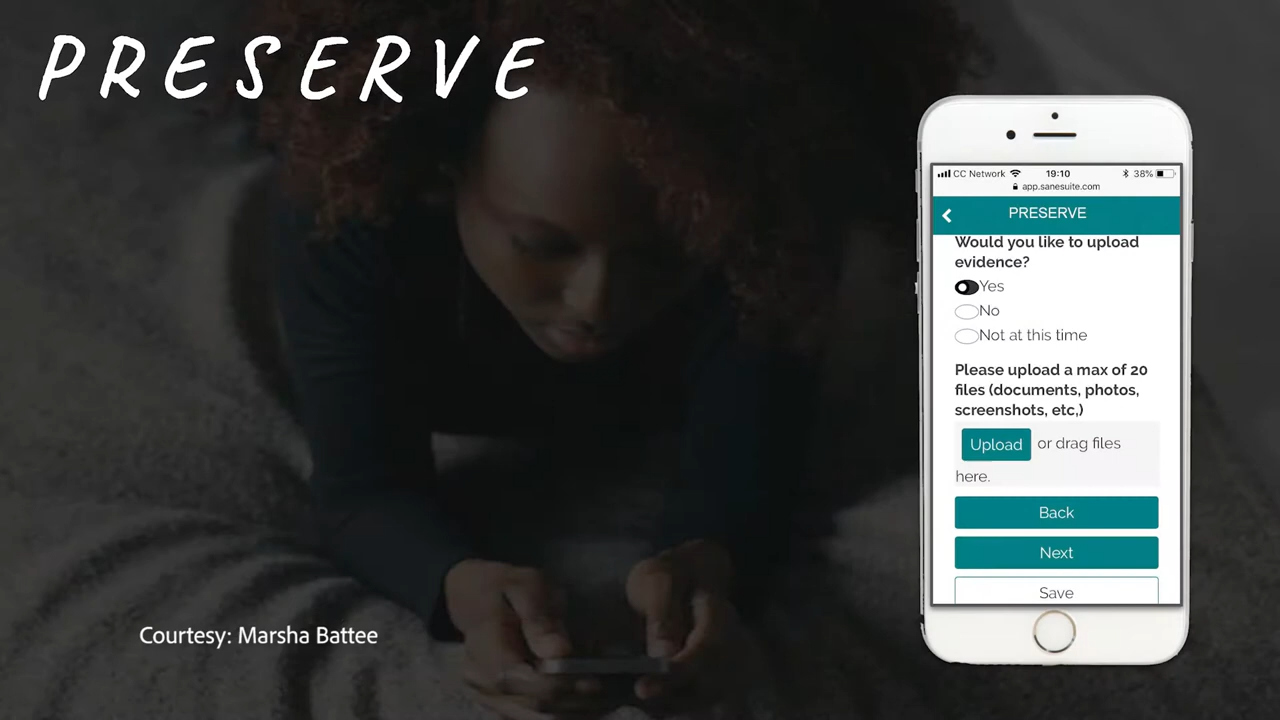 PRESERVE
CC Network 19:10 38%
app.sanesuite.com
PRESERVE
Would you like to upload
evidence?
Yes
No
Not at this time
Please upload a max of 20
files (documents, photos,
screenshots, etc,)
Upload or drag files
here.
Back
Next
Save
Courtesy: Marsha Battee